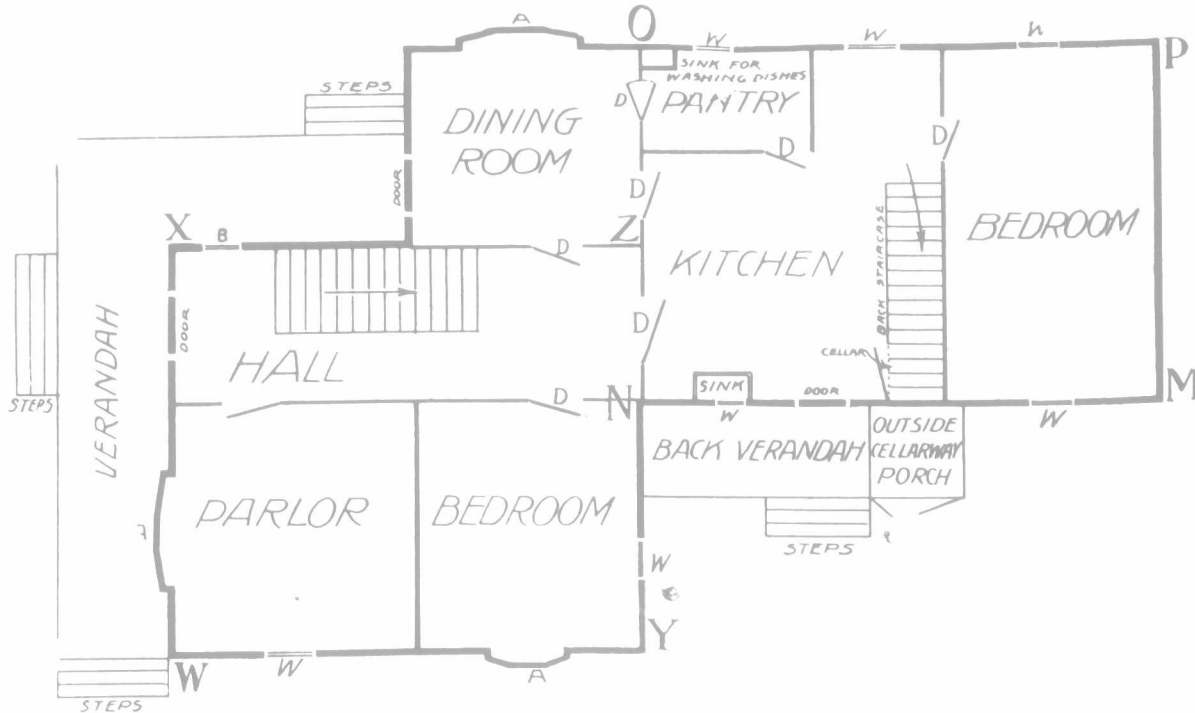 A
O
W
W
W
P
SINK FOR
WASHING DISHES
STEPS
D
PANTRY
DINING
ROOM
D
D
D
DOOR
X
B
Z
D
BEDROOM
KITCHEN
BACK STAIRCASE
VERANDAH
DOOR
D
HALL
CELLAR
STEPS
D
N
SINK
W
DOOR
M
W
BACK VERANDAH
OUTSIDE
CELLARWAY
PORCH
PARLOR
BEDROOM
STEPS
W
Y
W
W
A
STEPS